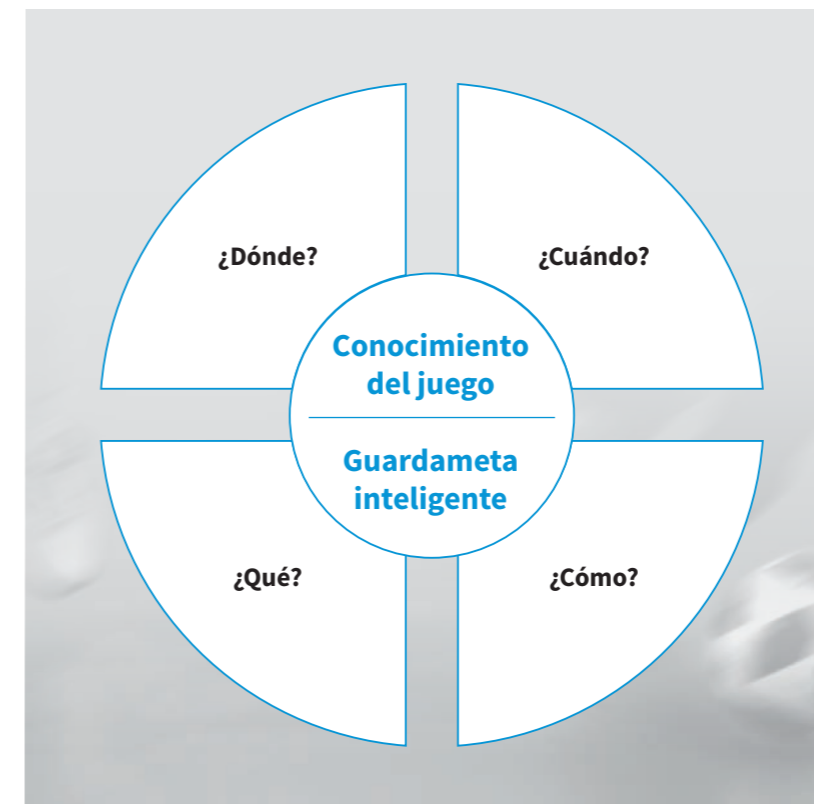 ¿Dónde?
¿Cuándo?
Conocimiento
del juego
Guardameta
inteligente
¿Qué?
¿Cómo?